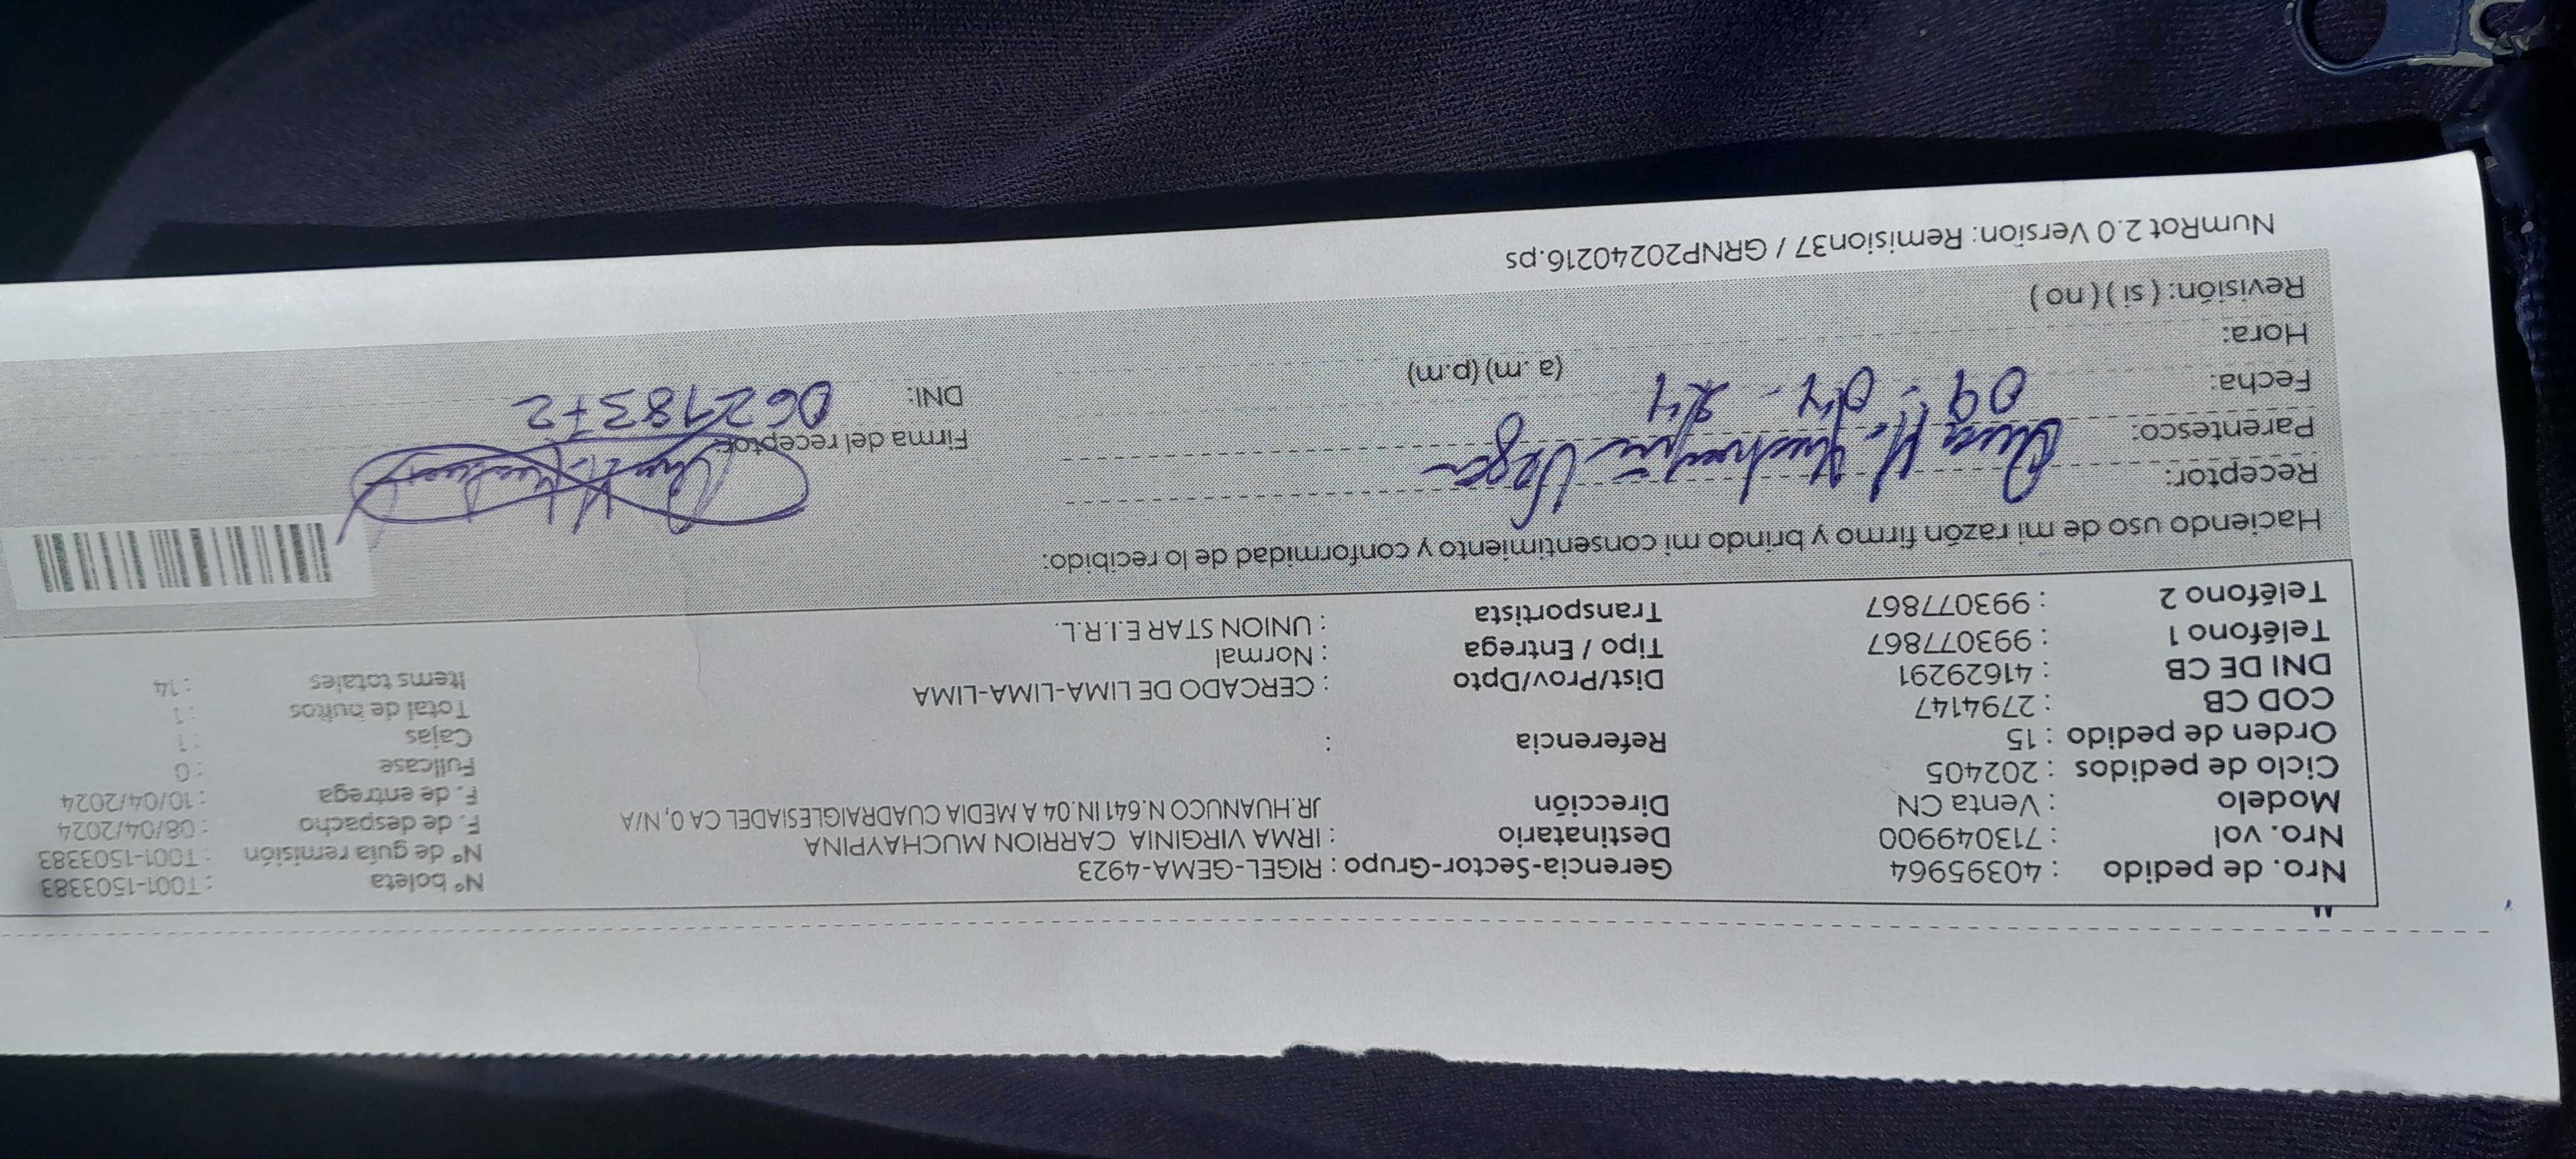 Nro. de pedido : 40395964 Gerencia-Sector-Grupo : RIGEL-GEMA-4923 N° boleta : T001-1503383
Nro. vol : 713049900 Destinatario : IRMA VIRGINIA CARRION MUCHAYPINA N° de guía remisión : T001-1503383
Modelo : Venta CN Dirección JR.HUANUCO N.641 IN.04 A MEDIA CUADRAIGLESIADEL CA 0, N/A F. de despacho : 08/04/2024
Ciclo de pedidos : 202405 F. de entrega : 10/04/2024
Orden de pedido : 15 Referencia : Fullcase : 0
COD CB : 2794147 Cajas : 1
DNI DE CB : 41629291 Dist/Prov/Dpto : CERCADO DE LIMA-LIMA-LIMA Total de bultos : 1
Teléfono 1 : 993077867 Tipo / Entrega : Normal Items totales : 14
Teléfono 2 : 993077867 Transportista : UNION STAR E.I.R.L.
Haciendo uso de mi razón firmo y brindo mi consentimiento y conformidad de lo recibido:
Receptor:
Parentesco: Firma del receptor:
Fecha: 09. 04 - 24 DNI: 06218372
Hora: (a .m) (p.m)
Revisión: ( si ) ( no )
NumRot 2.0 Version: Remision37 / GRNP20240216.ps